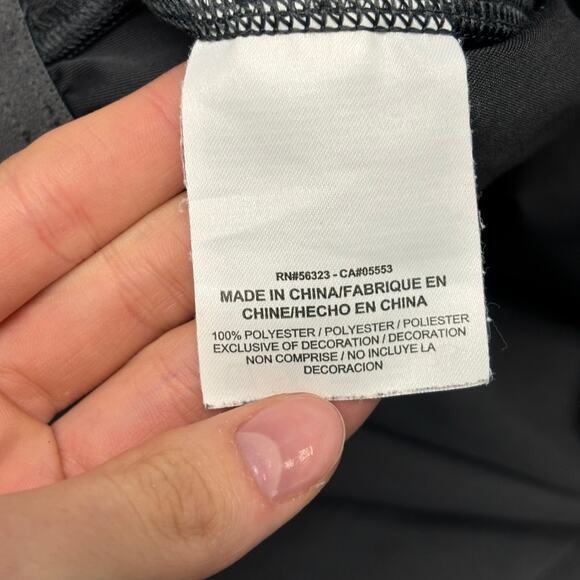 RN#56323 - CA#05553
MADE IN CHINA/FABRIQUE EN
CHINE/HECHO EN CHINA
100% POLYESTER / POLYESTER / POLIESTER
EXCLUSIVE OF DECORATION / DECORATION
NON COMPRISE / NO INCLUYE LA
DECORACION